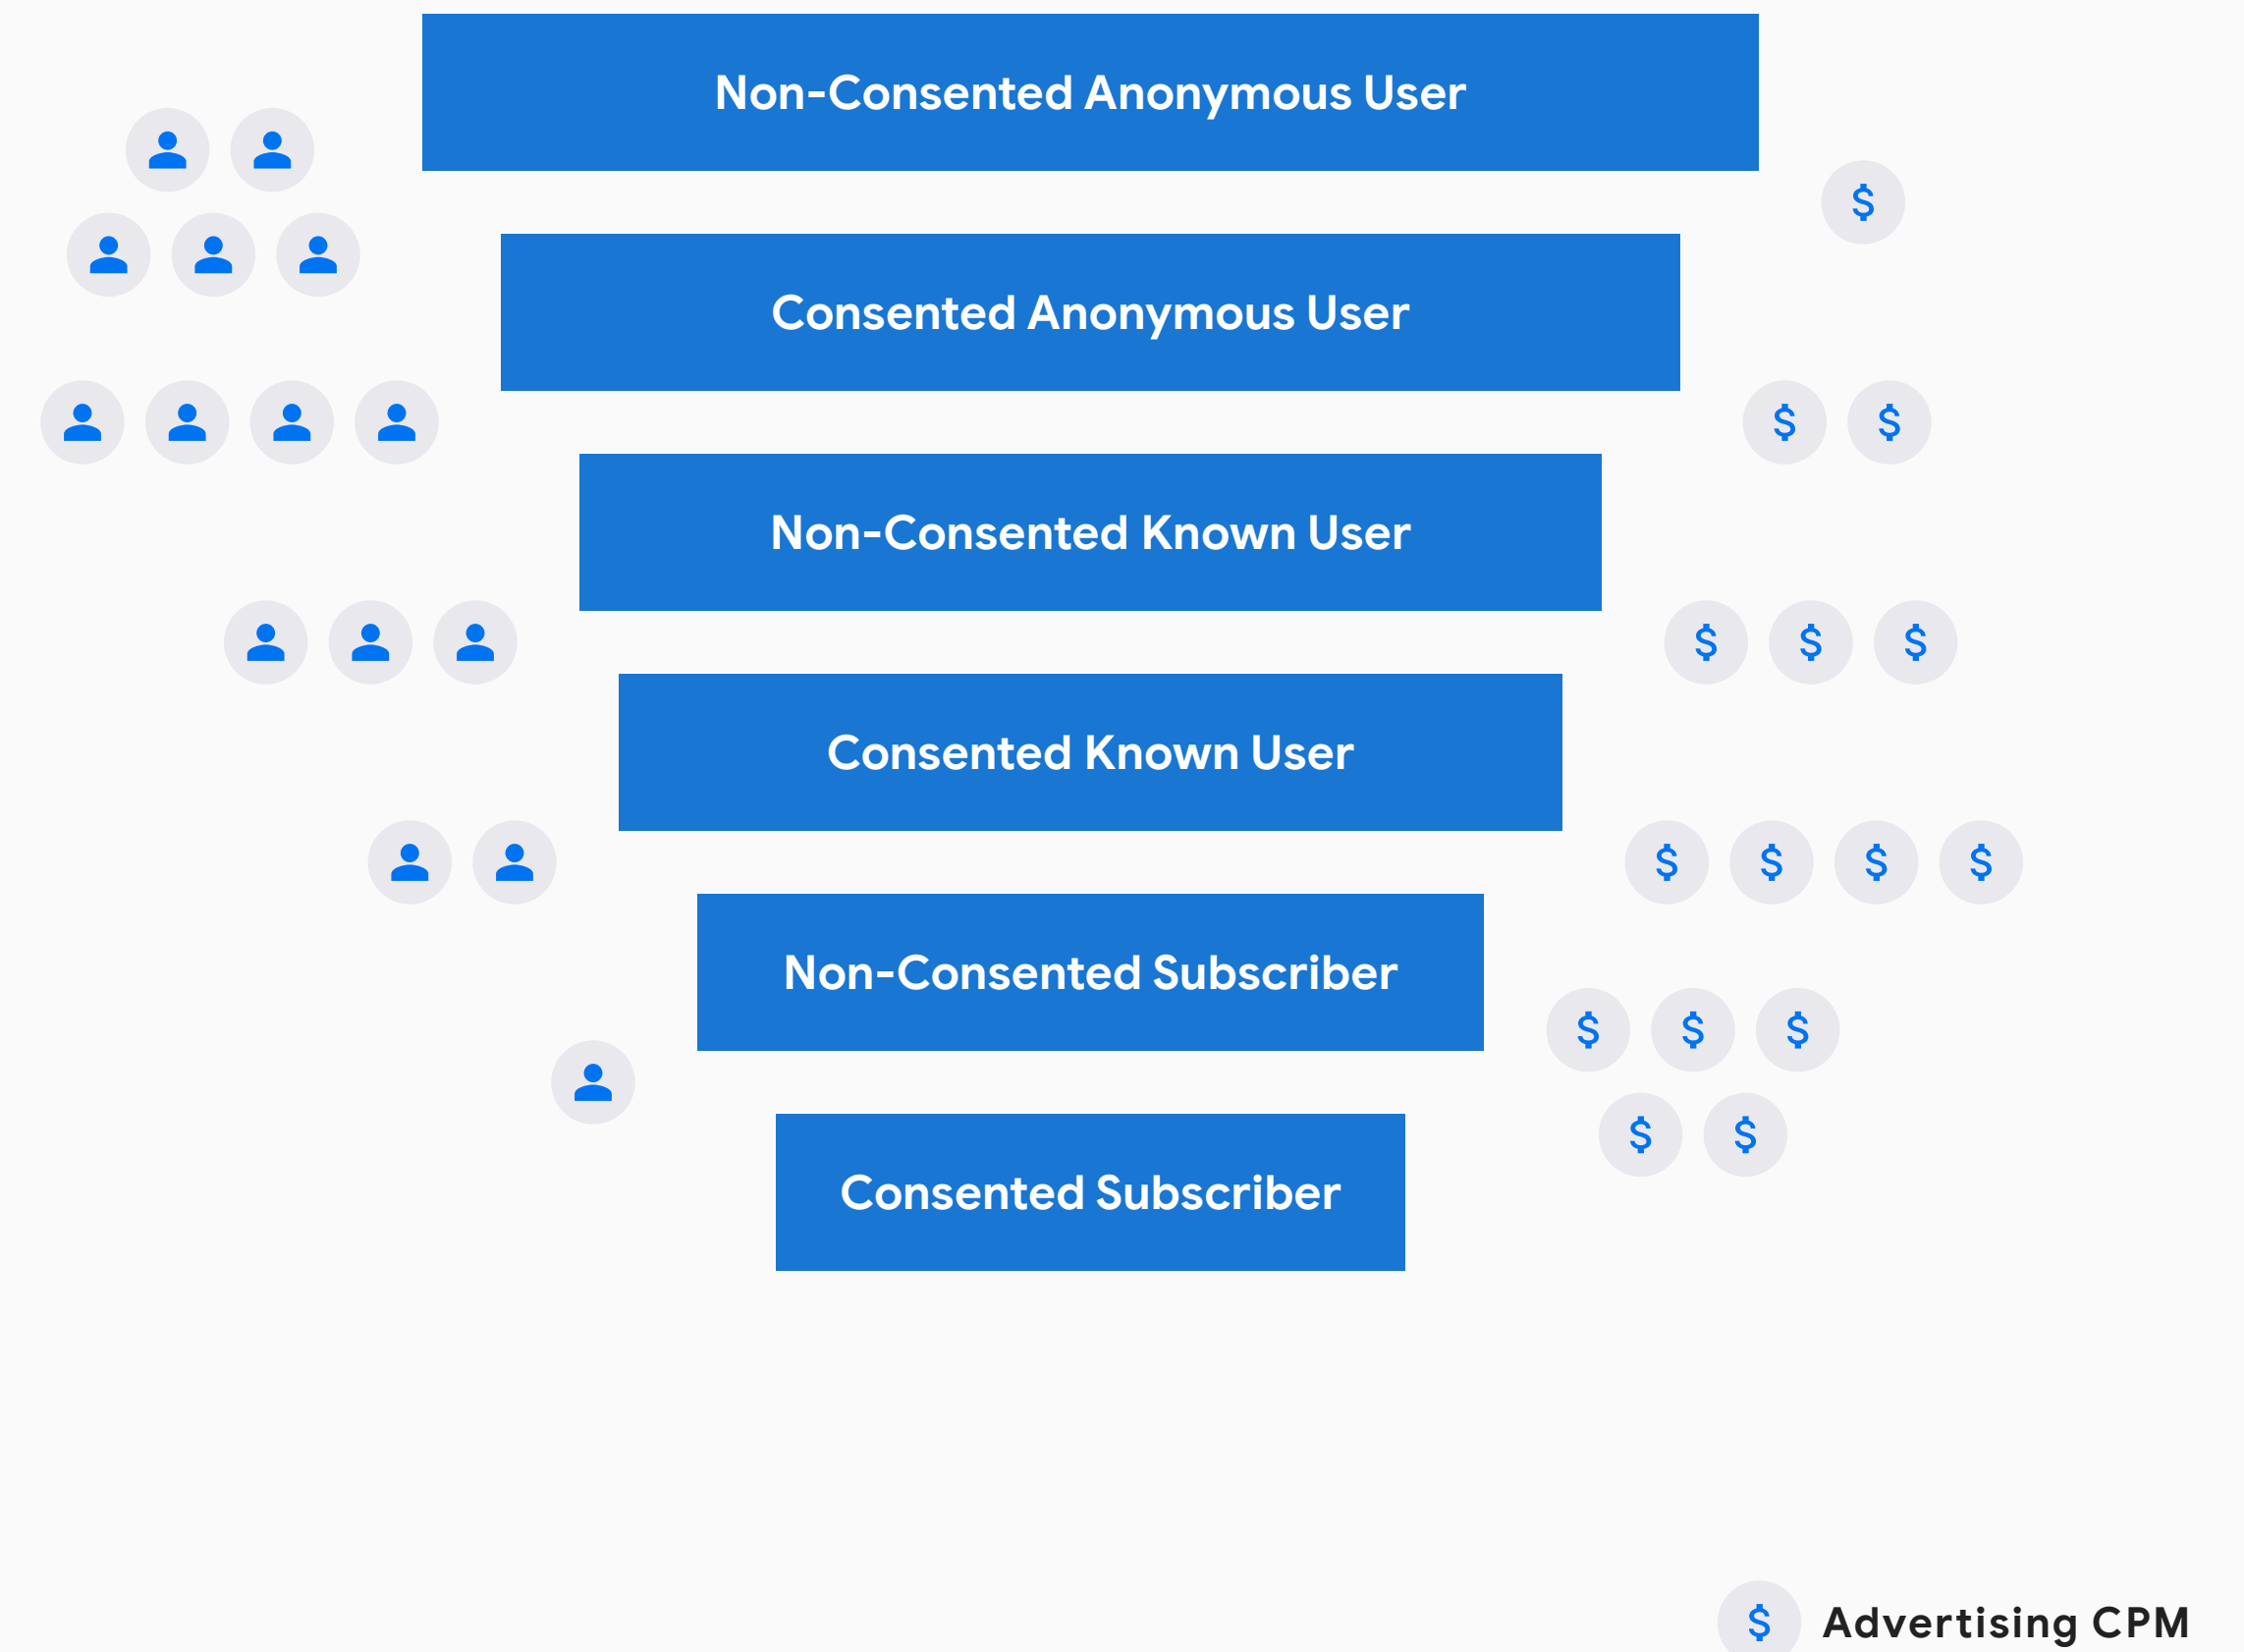 Non-Consented Anonymous User
$
Consented Anonymous User
$ $
Non-Consented Known User
$ $ $
Consented Known User
$ $ $ $
Non-Consented Subscriber
$ $ $
$ $
Consented Subscriber
$ Advertising CPM